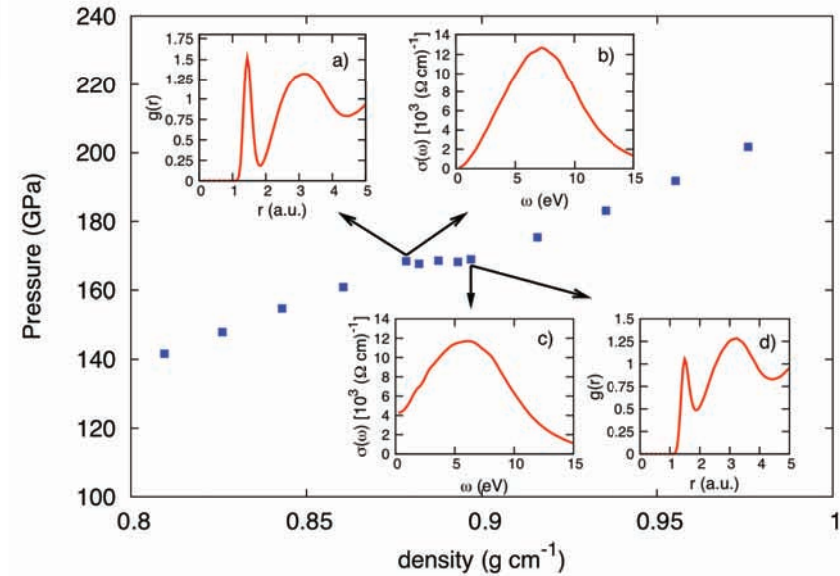 240
220
200
180
160
140
120
100
Pressure (GPa)
0.8
0.85
0.9
0.95
1
density (g cm⁻¹)
a)
1.75
1.5
1.25
1
0.75
0.5
0.25
0
g(r)
0 1 2 3 4 5
r (a.u.)
b)
14
12
10
8
6
4
2
0
σ(ω) [10³ (Ω cm)⁻¹]
0 5 10 15
ω (eV)
c)
14
12
10
8
6
4
2
0
σ(ω) [10³ (Ω cm)⁻¹]
0 5 10 15
ω (eV)
d)
1.5
1.25
1
0.75
0.5
0.25
0
g(r)
0 1 2 3 4 5
r (a.u.)